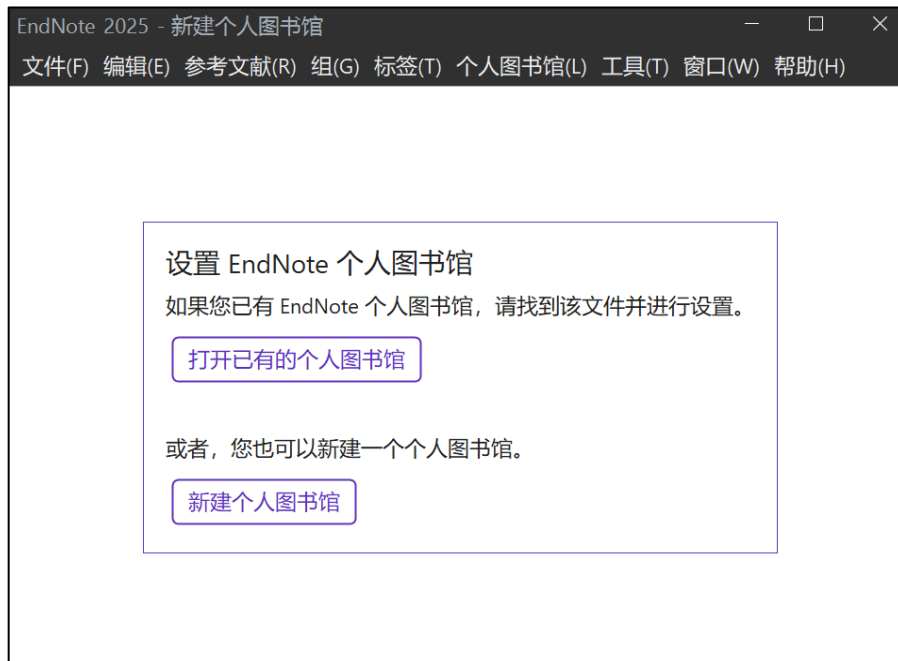 EndNote 2025 - 新建个人图书馆
文件(F) 编辑(E) 参考文献(R) 组(G) 标签(T) 个人图书馆(L) 工具(T) 窗口(W) 帮助(H)
设置 EndNote 个人图书馆
如果您已有 EndNote 个人图书馆，请找到该文件并进行设置。
打开已有的个人图书馆
或者，您也可以新建一个个人图书馆。
新建个人图书馆